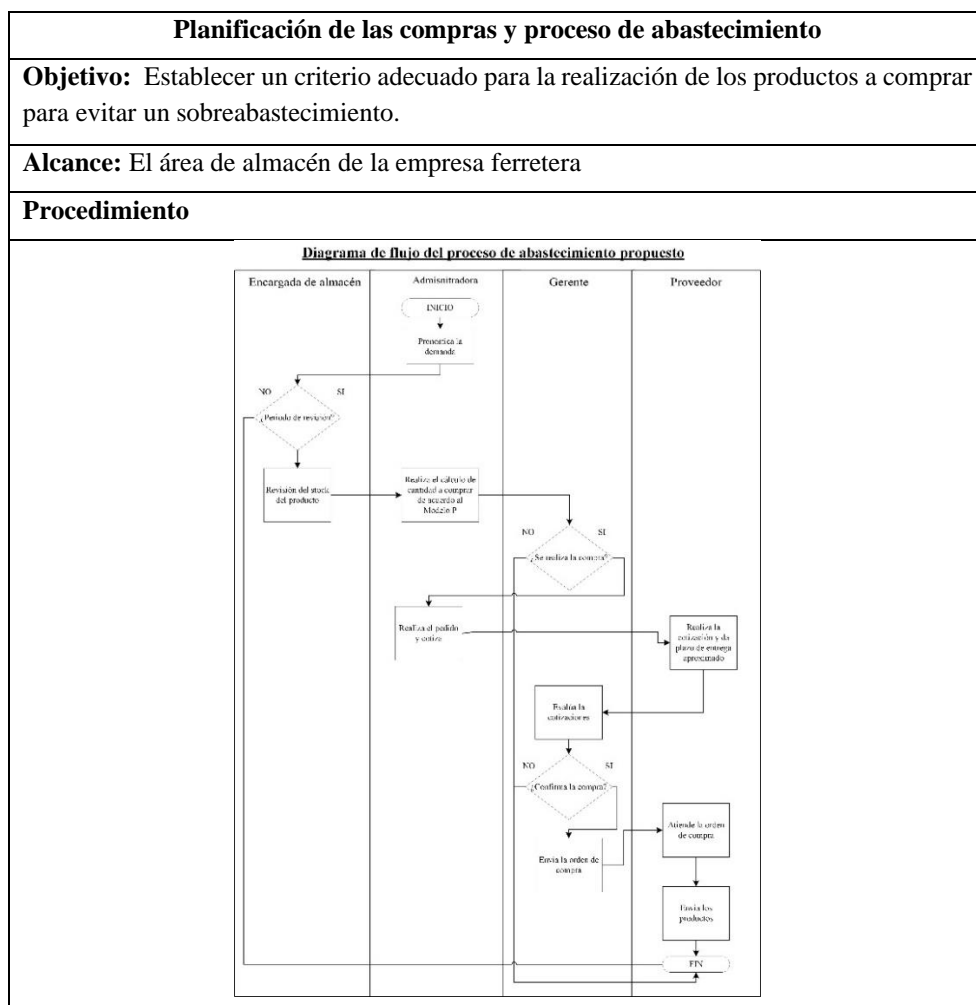 Planificación de las compras y proceso de abastecimiento
Objetivo: Establecer un criterio adecuado para la realización de los productos a comprar
para evitar un sobreabastecimiento.
Alcance: El área de almacén de la empresa ferretera
Procedimiento
Diagrama de flujo del proceso de abastecimiento propuesto
Encargada de almacén
Admisnitradora
Gerente
Proveedor
INICIO
Pronostica la
demanda
NO
SI
¿Periodo de revisión?
Revisión del stock
del producto
Realiza el cálculo de
cantidad a comprar
de acuerdo al
Modelo P
NO
SI
¿Se realiza la compra?
Realiza el pedido
y cotiza
Realiza la
cotización y da
plazo de entrega
aproximado
Evalúa la
cotizaciones
NO
SI
¿Confirma la compra?
Envia la orden de
compra
Atiende la orden
de compra
Envia los
productos
FIN